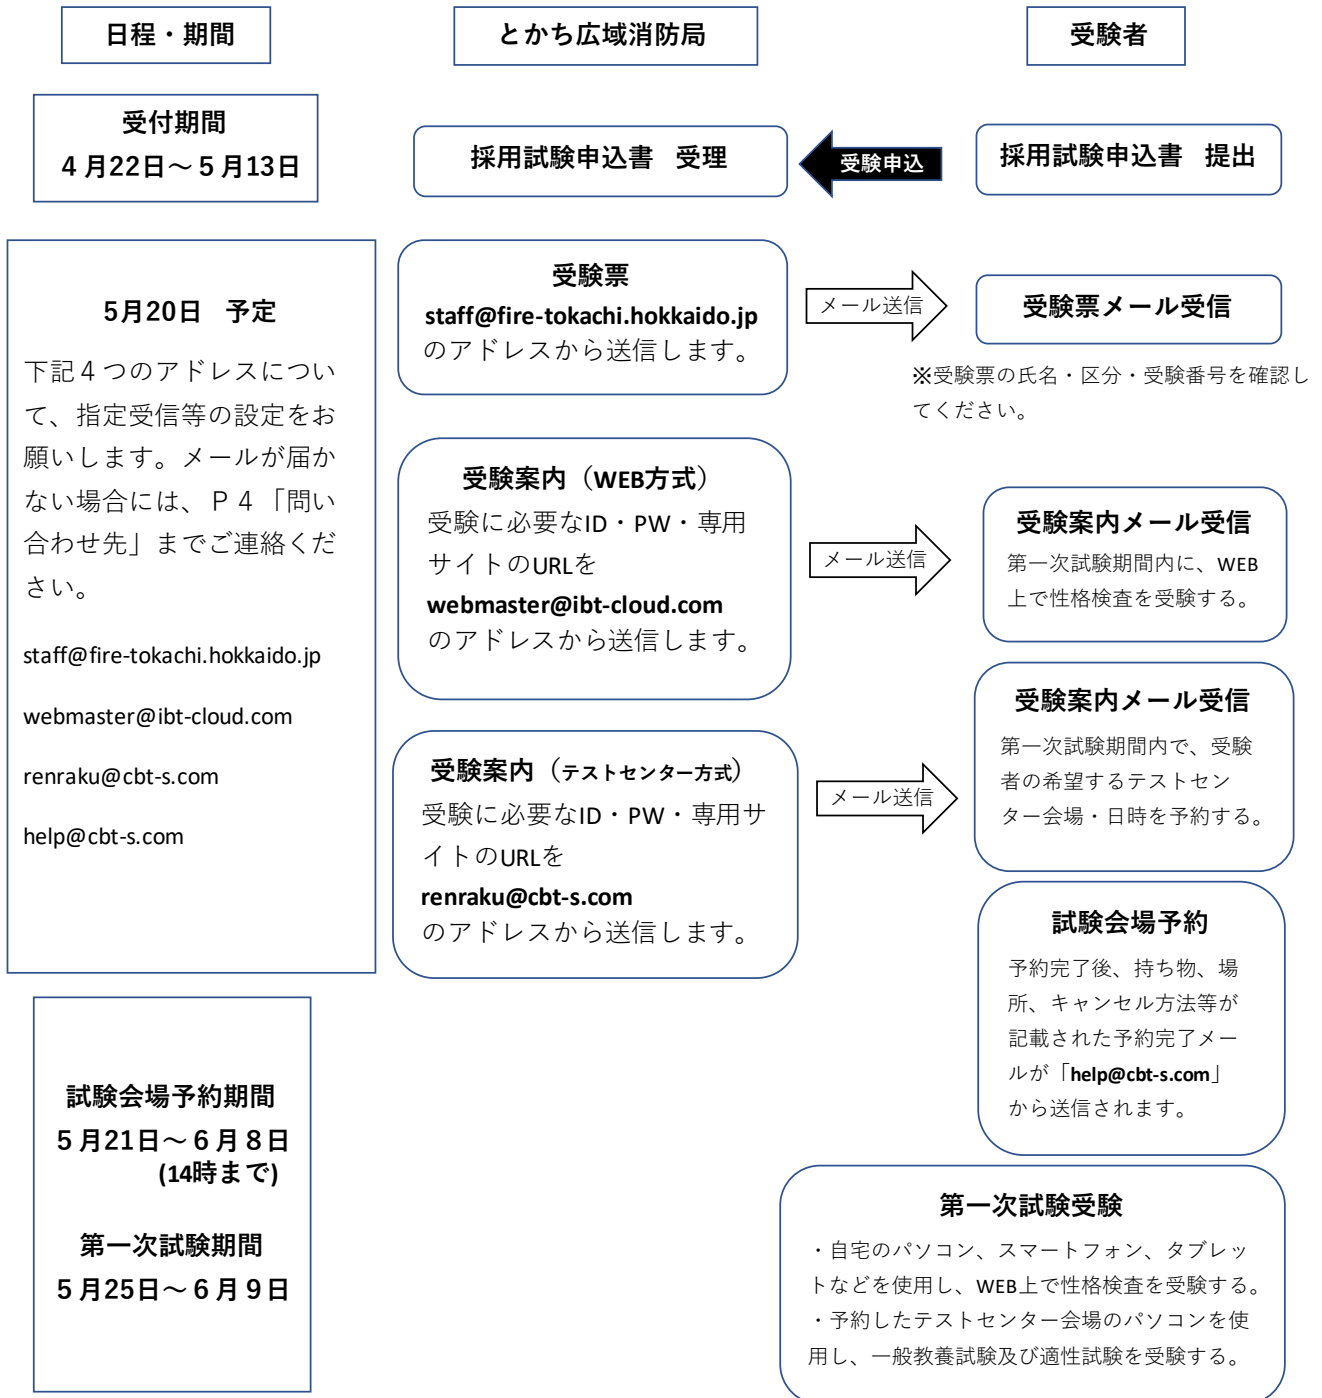 日程・期間
とかち広域消防局
受験者
受付期間
４月22日～５月13日
採用試験申込書　受理
受験申込
採用試験申込書　提出
5月20日　予定
下記４つのアドレスについ
て、指定受信等の設定をお
願いします。メールが届か
ない場合には、Ｐ４「問い
合わせ先」までご連絡くだ
さい。
staff@fire-tokachi.hokkaido.jp
webmaster@ibt-cloud.com
renraku@cbt-s.com
help@cbt-s.com
受験票
staff@fire-tokachi.hokkaido.jp
のアドレスから送信します。
メール送信
受験票メール受信
※受験票の氏名・区分・受験番号を確認し
てください。
受験案内（WEB方式）
受験に必要なID・PW・専用
サイトのURLを
webmaster@ibt-cloud.com
のアドレスから送信します。
メール送信
受験案内メール受信
第一次試験期間内に、WEB
上で性格検査を受験する。
受験案内（テストセンター方式）
受験に必要なID・PW・専用サ
イトのURLを
renraku@cbt-s.com
のアドレスから送信します。
メール送信
受験案内メール受信
第一次試験期間内で、受験
者の希望するテストセン
ター会場・日時を予約する。
試験会場予約
予約完了後、持ち物、場
所、キャンセル方法等が
記載された予約完了メー
ルが「help@cbt-s.com」
から送信されます。
試験会場予約期間
５月21日～６月８日
(14時まで)
第一次試験期間
５月25日～６月９日
第一次試験受験
・自宅のパソコン、スマートフォン、タブレッ
トなどを使用し、WEB上で性格検査を受験する。
・予約したテストセンター会場のパソコンを使
用し、一般教養試験及び適性試験を受験する。